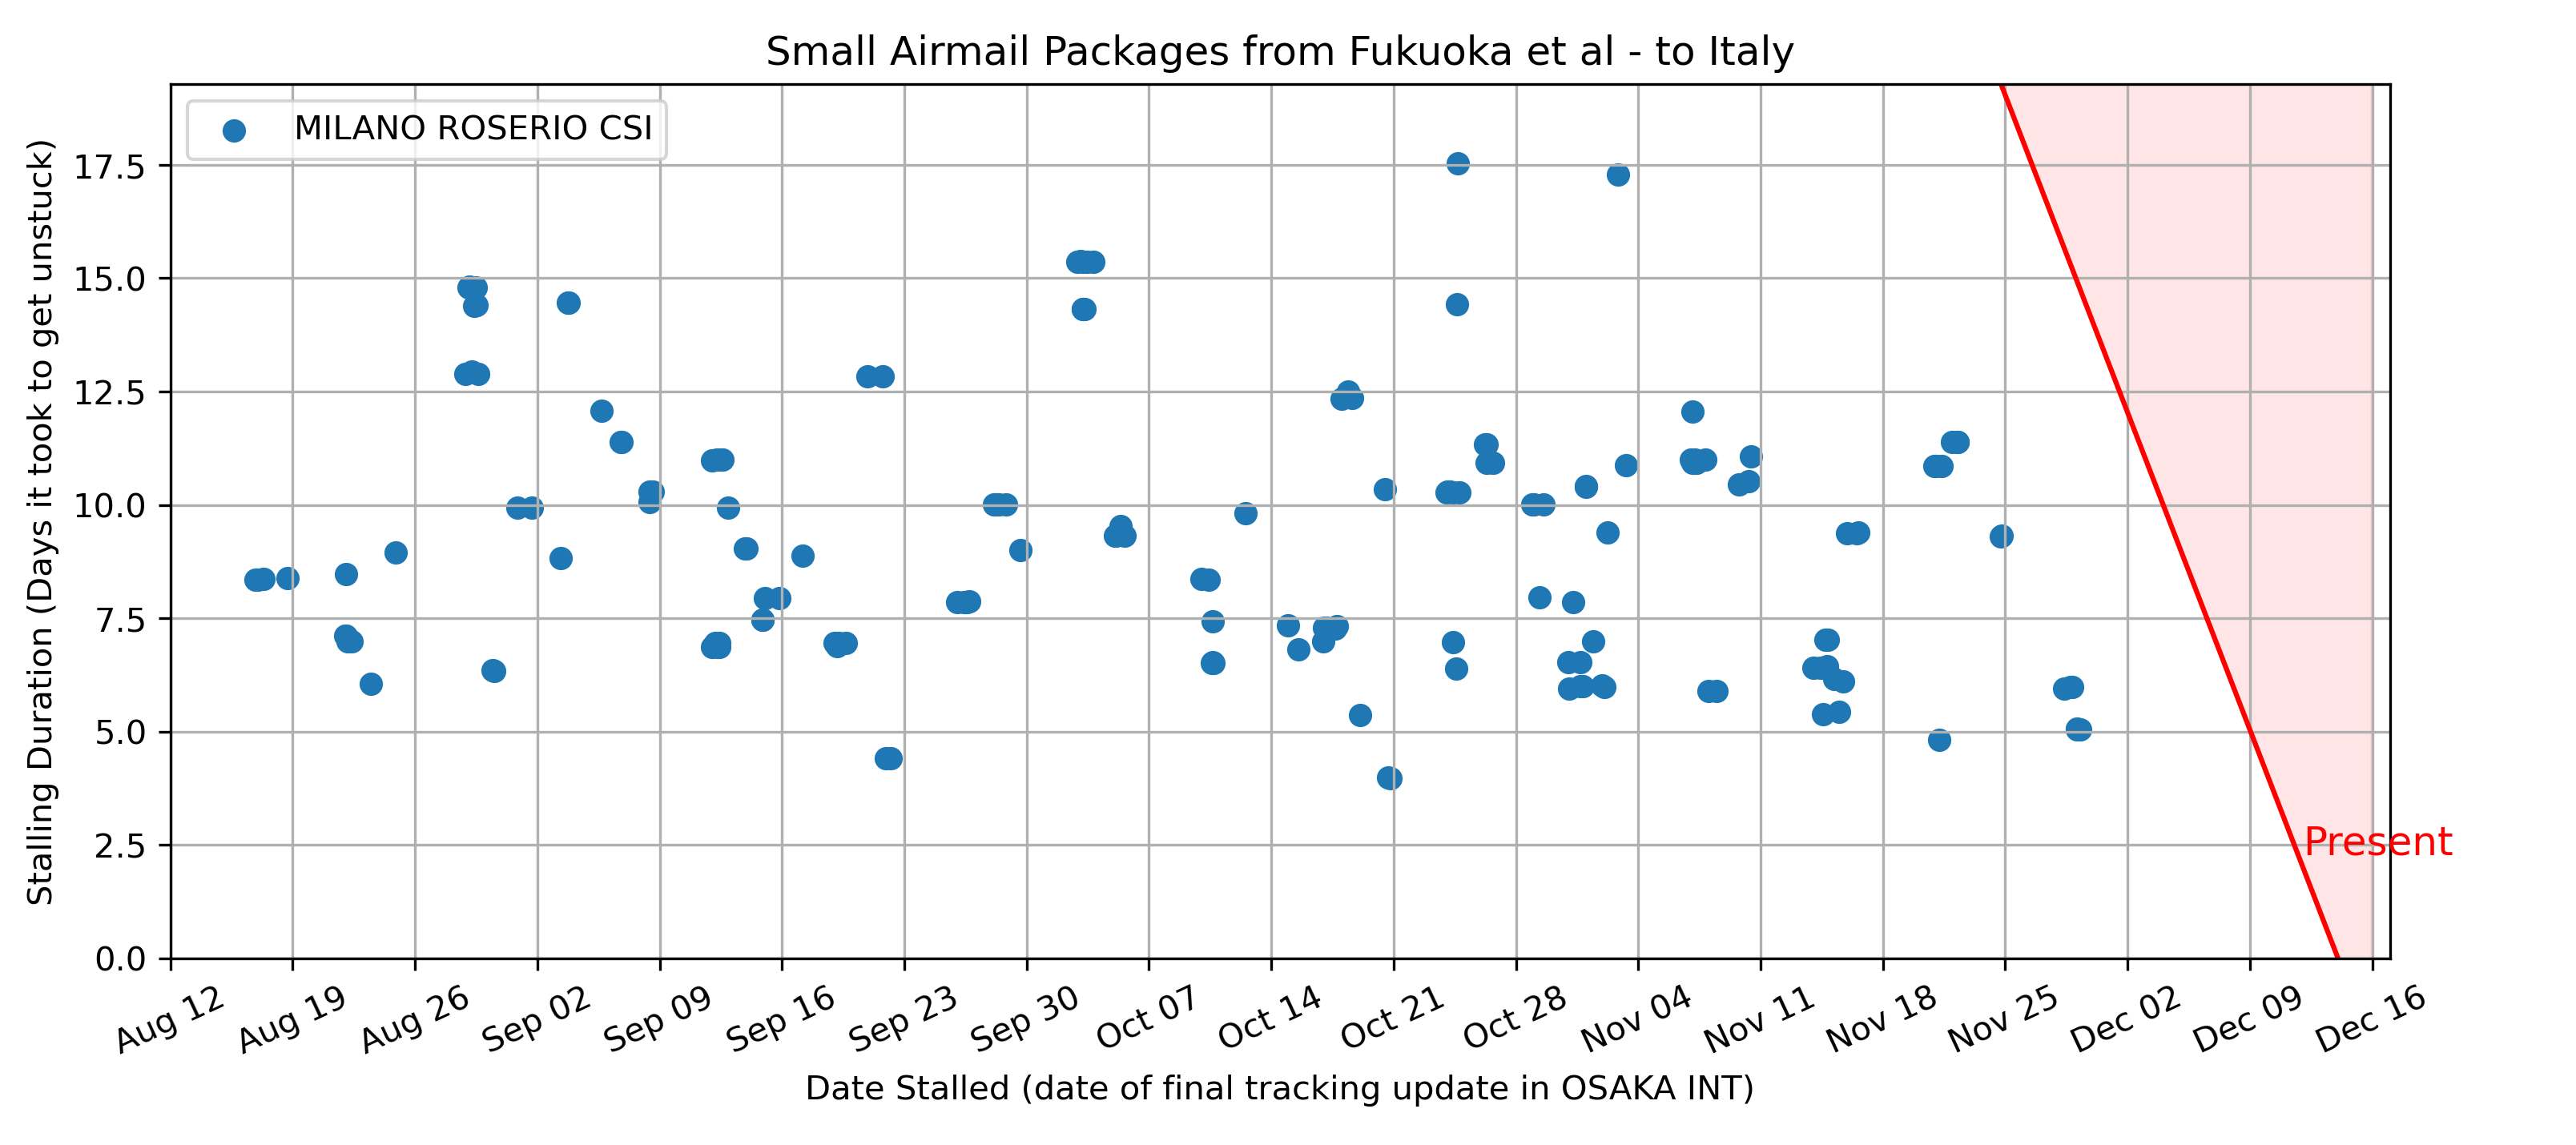 Small Airmail Packages from Fukuoka et al - to Italy
MILANO ROSERIO CSI
Stalling Duration (Days it took to get unstuck)
17.5
15.0
12.5
10.0
7.5
5.0
2.5
0.0
Present
Aug 12
Aug 19
Aug 26
Sep 02
Sep 09
Sep 16
Sep 23
Sep 30
Oct 07
Oct 14
Oct 21
Oct 28
Nov 04
Nov 11
Nov 18
Nov 25
Dec 02
Dec 09
Dec 16
Date Stalled (date of final tracking update in OSAKA INT)